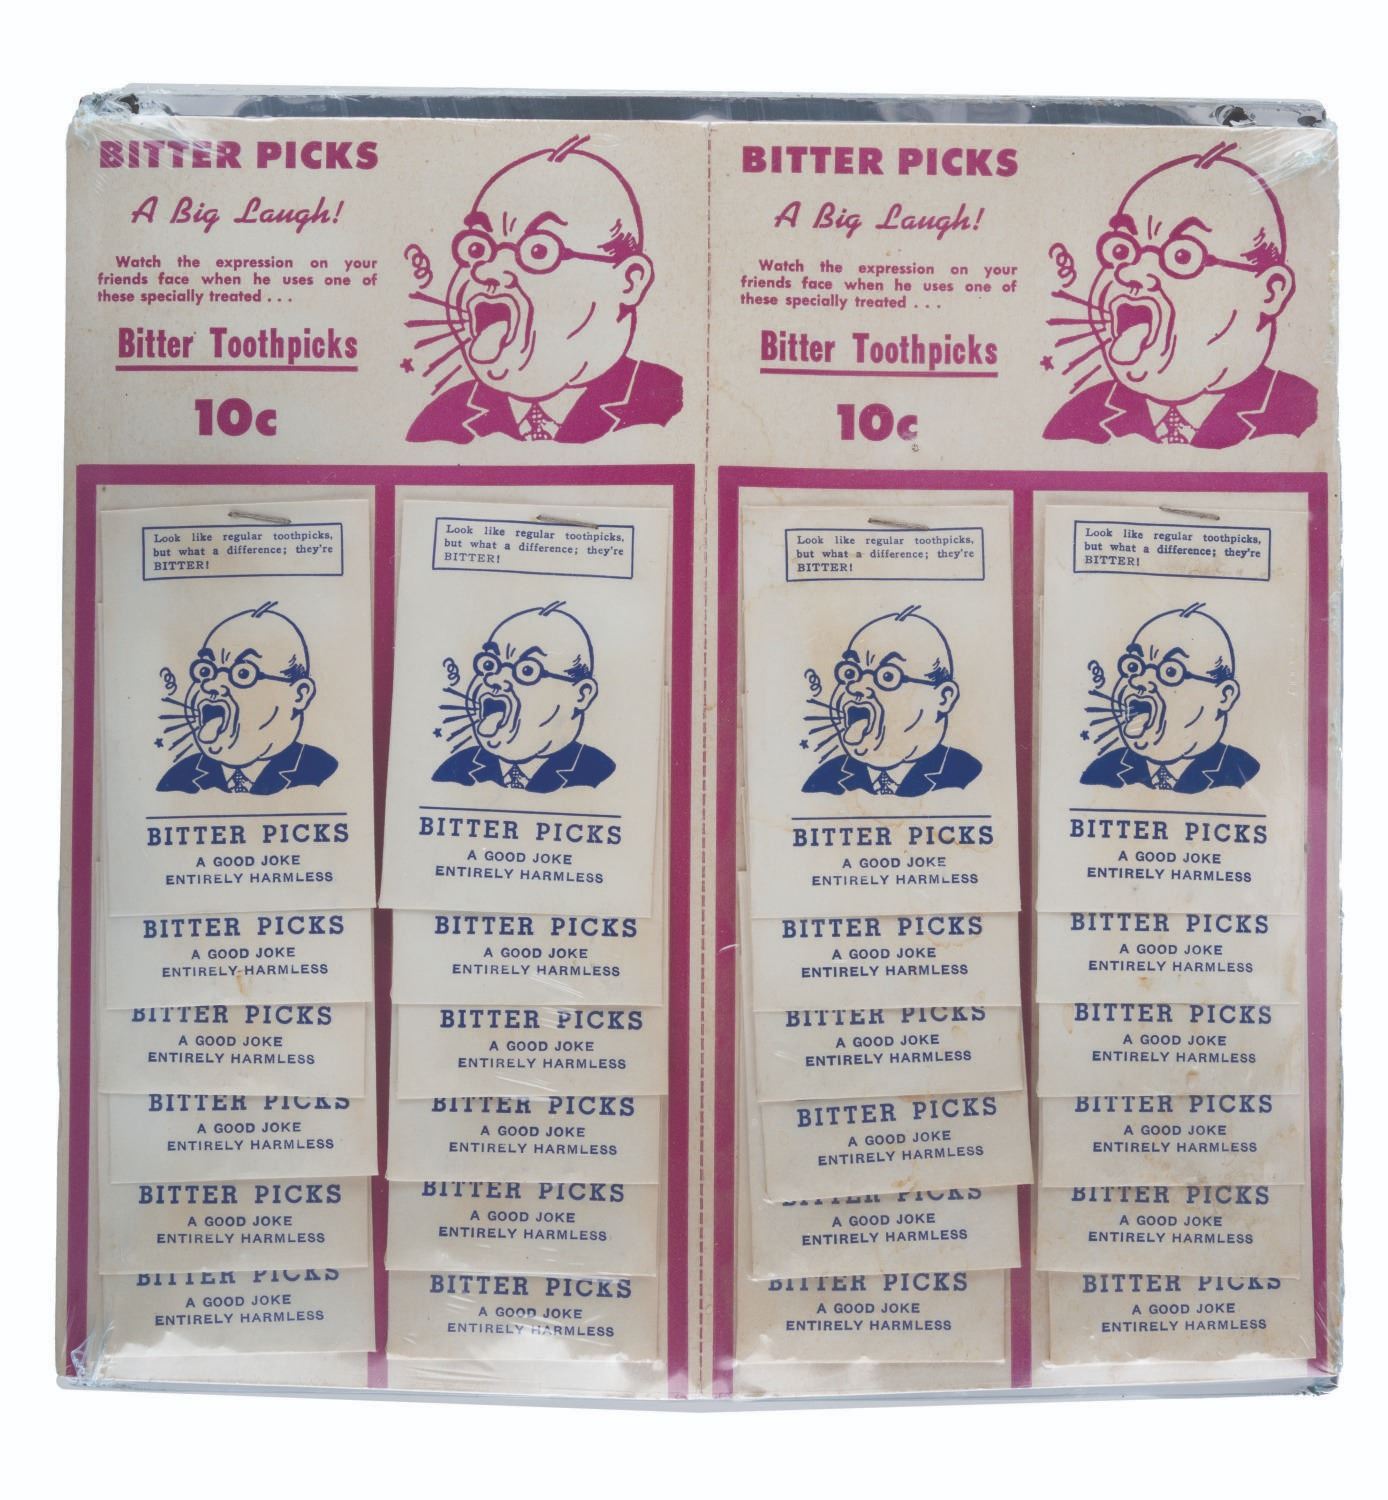 BITTER PICKS
A Big Laugh!
Watch the expression on your
friends face when he uses one of
these specially treated . . .
Bitter Toothpicks
10c
BITTER PICKS
A Big Laugh!
Watch the expression on your
friends face when he uses one of
these specially treated . . .
Bitter Toothpicks
10c
Look like regular toothpicks,
but what a difference; they're
BITTER!
BITTER PICKS
A GOOD JOKE
ENTIRELY HARMLESS
BITTER PICKS
A GOOD JOKE
ENTIRELY HARMLESS
BITTER PICKS
A GOOD JOKE
ENTIRELY HARMLESS
BITTER PICKS
A GOOD JOKE
ENTIRELY HARMLESS
BITTER PICKS
A GOOD JOKE
ENTIRELY HARMLESS
BITTER PICKS
A GOOD JOKE
ENTIRELY HARMLESS
Look like regular toothpicks,
but what a difference; they're
BITTER!
BITTER PICKS
A GOOD JOKE
ENTIRELY HARMLESS
BITTER PICKS
A GOOD JOKE
ENTIRELY HARMLESS
BITTER PICKS
A GOOD JOKE
ENTIRELY HARMLESS
BITTER PICKS
A GOOD JOKE
ENTIRELY HARMLESS
BITTER PICKS
A GOOD JOKE
ENTIRELY HARMLESS
BITTER PICKS
A GOOD JOKE
ENTIRELY HARMLESS
Look like regular toothpicks,
but what a difference; they're
BITTER!
BITTER PICKS
A GOOD JOKE
ENTIRELY HARMLESS
BITTER PICKS
A GOOD JOKE
ENTIRELY HARMLESS
BITTER PICKS
A GOOD JOKE
ENTIRELY HARMLESS
BITTER PICKS
A GOOD JOKE
ENTIRELY HARMLESS
BITTER PICKS
A GOOD JOKE
ENTIRELY HARMLESS
BITTER PICKS
A GOOD JOKE
ENTIRELY HARMLESS
Look like regular toothpicks,
but what a difference; they're
BITTER!
BITTER PICKS
A GOOD JOKE
ENTIRELY HARMLESS
BITTER PICKS
A GOOD JOKE
ENTIRELY HARMLESS
BITTER PICKS
A GOOD JOKE
ENTIRELY HARMLESS
BITTER PICKS
A GOOD JOKE
ENTIRELY HARMLESS
BITTER PICKS
A GOOD JOKE
ENTIRELY HARMLESS
BITTER PICKS
A GOOD JOKE
ENTIRELY HARMLESS